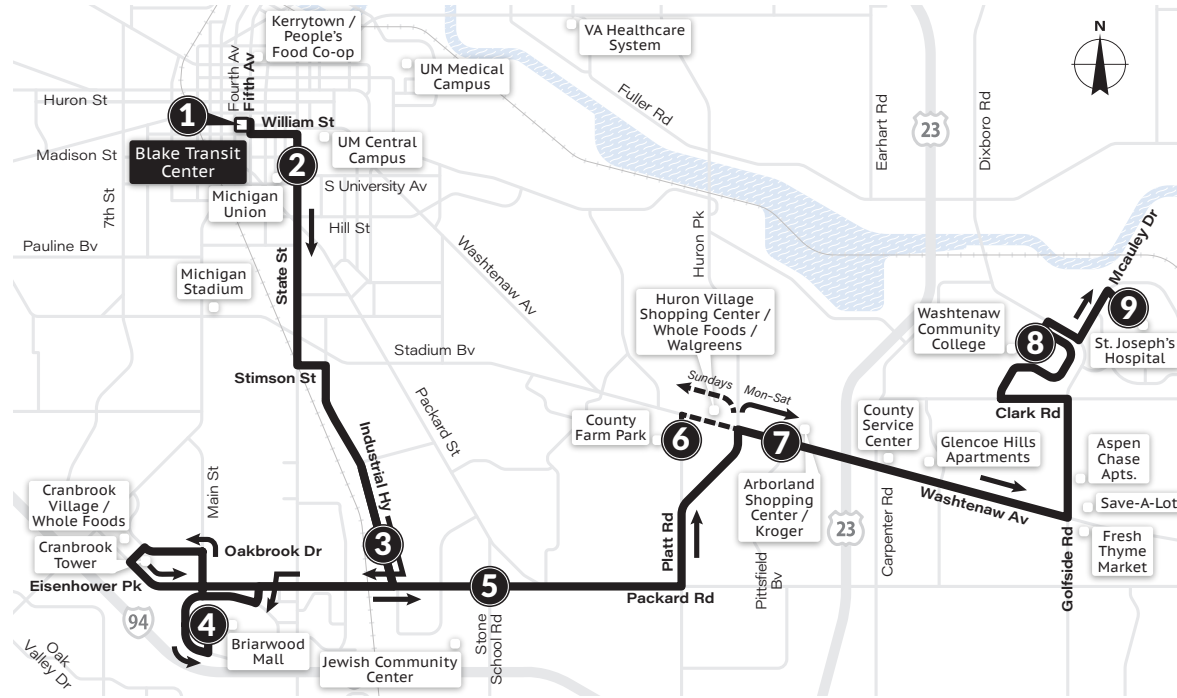 Kerrytown /
People's
Food Co-op
VA Healthcare
System
N
UM Medical
Campus
Fourth Av
Fifth Av
Huron St
Fuller Rd
Earhart Rd
23
Dixboro Rd
1
William St
Madison St
Blake Transit
Center
2
UM Central
Campus
S University Av
7th St
Michigan
Union
Hill St
Pauline Bv
Washtenaw Av
Huron Pk
Mcauley Dr
Michigan
Stadium
State St
Huron Village
Shopping Center /
Whole Foods /
Walgreens
Washtenaw
Community
College
8
9
St. Joseph's
Hospital
Stadium Bv
Stimson St
Packard St
Sundays
Mon-Sat
Clark Rd
County
Farm Park
6
7
County
Service
Center
Glencoe Hills
Apartments
Industrial Hy
Aspen
Chase
Apts.
Main St
Cranbrook
Village /
Whole Foods
Arborland
Shopping
Center /
Kroger
Washtenaw Av
Save-A-Lot
Carpenter Rd
23
Cranbrook
Tower
Oakbrook Dr
3
Platt Rd
Fresh
Thyme
Market
Golfside Rd
Eisenhower Pk
5
Packard Rd
Pittsfield
Bv
94
4
Stone
School Rd
Oak
Valley Dr
Briarwood
Mall
Jewish Community
Center